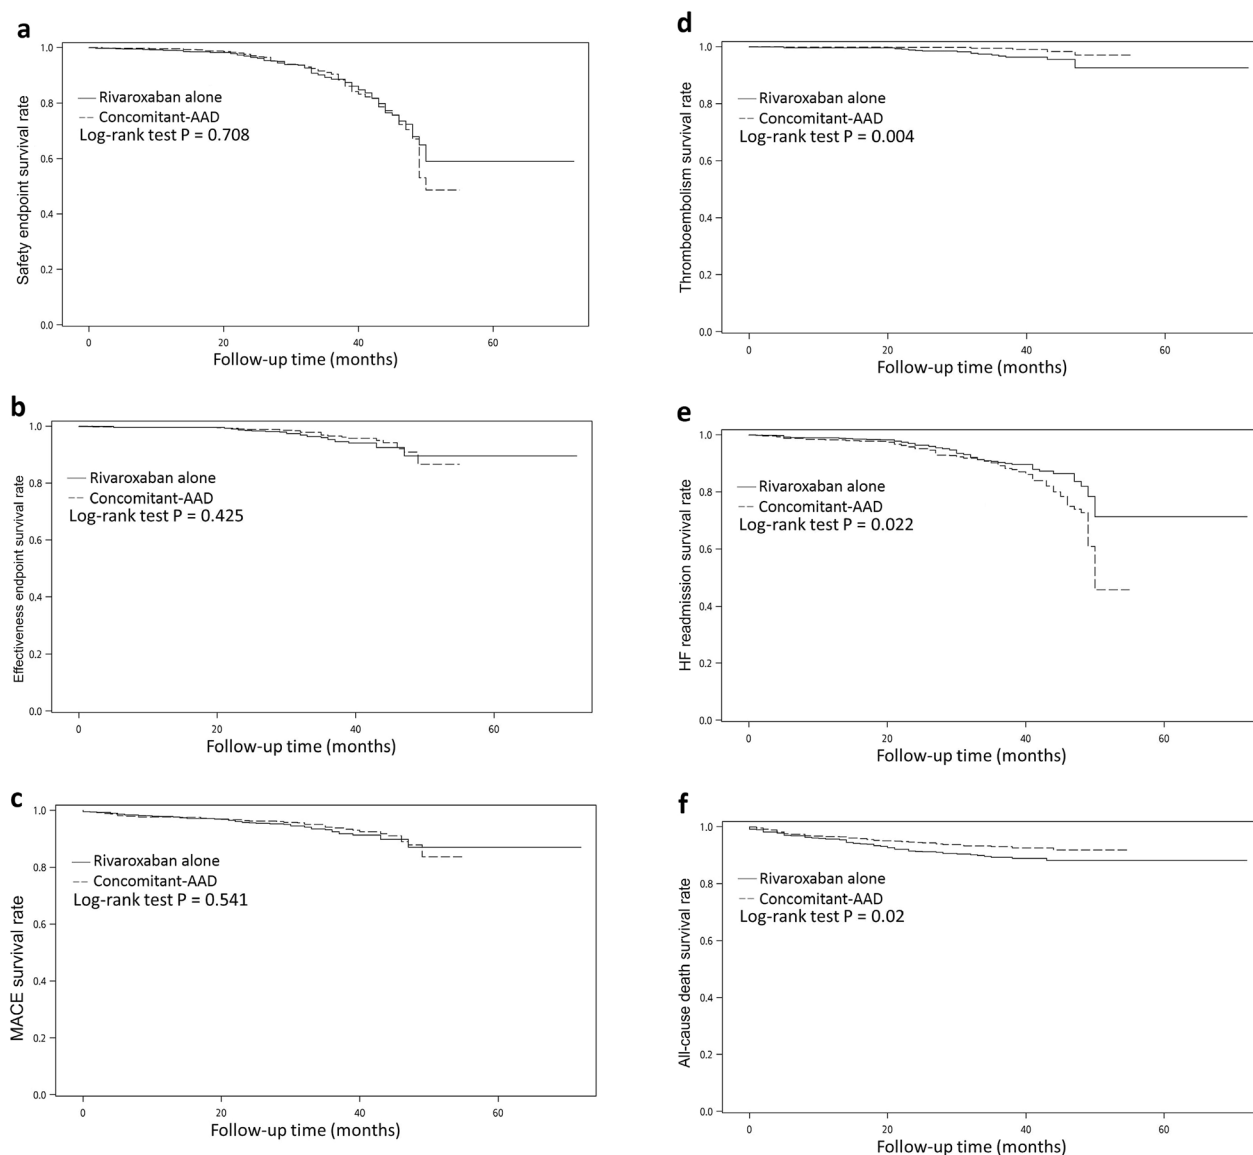 a
Safety endpoint survival rate
1.0
0.8
0.6
0.4
0.2
0.0
Rivaroxaban alone
Concomitant-AAD
Log-rank test P = 0.708
0 20 40 60
Follow-up time (months)
b
Effectiveness endpoint survival rate
1.0
0.8
0.6
0.4
0.2
0.0
Rivaroxaban alone
Concomitant-AAD
Log-rank test P = 0.425
0 20 40 60
Follow-up time (months)
c
MACE survival rate
1.0
0.8
0.6
0.4
0.2
0.0
Rivaroxaban alone
Concomitant-AAD
Log-rank test P = 0.541
0 20 40 60
Follow-up time (months)
d
Thromboembolism survival rate
1.0
0.8
0.6
0.4
0.2
0.0
Rivaroxaban alone
Concomitant-AAD
Log-rank test P = 0.004
0 20 40 60
Follow-up time (months)
e
HF readmission survival rate
1.0
0.8
0.6
0.4
0.2
0.0
Rivaroxaban alone
Concomitant-AAD
Log-rank test P = 0.022
0 20 40 60
Follow-up time (months)
f
All-cause death survival rate
1.0
0.8
0.6
0.4
0.2
0.0
Rivaroxaban alone
Concomitant-AAD
Log-rank test P = 0.02
0 20 40 60
Follow-up time (months)